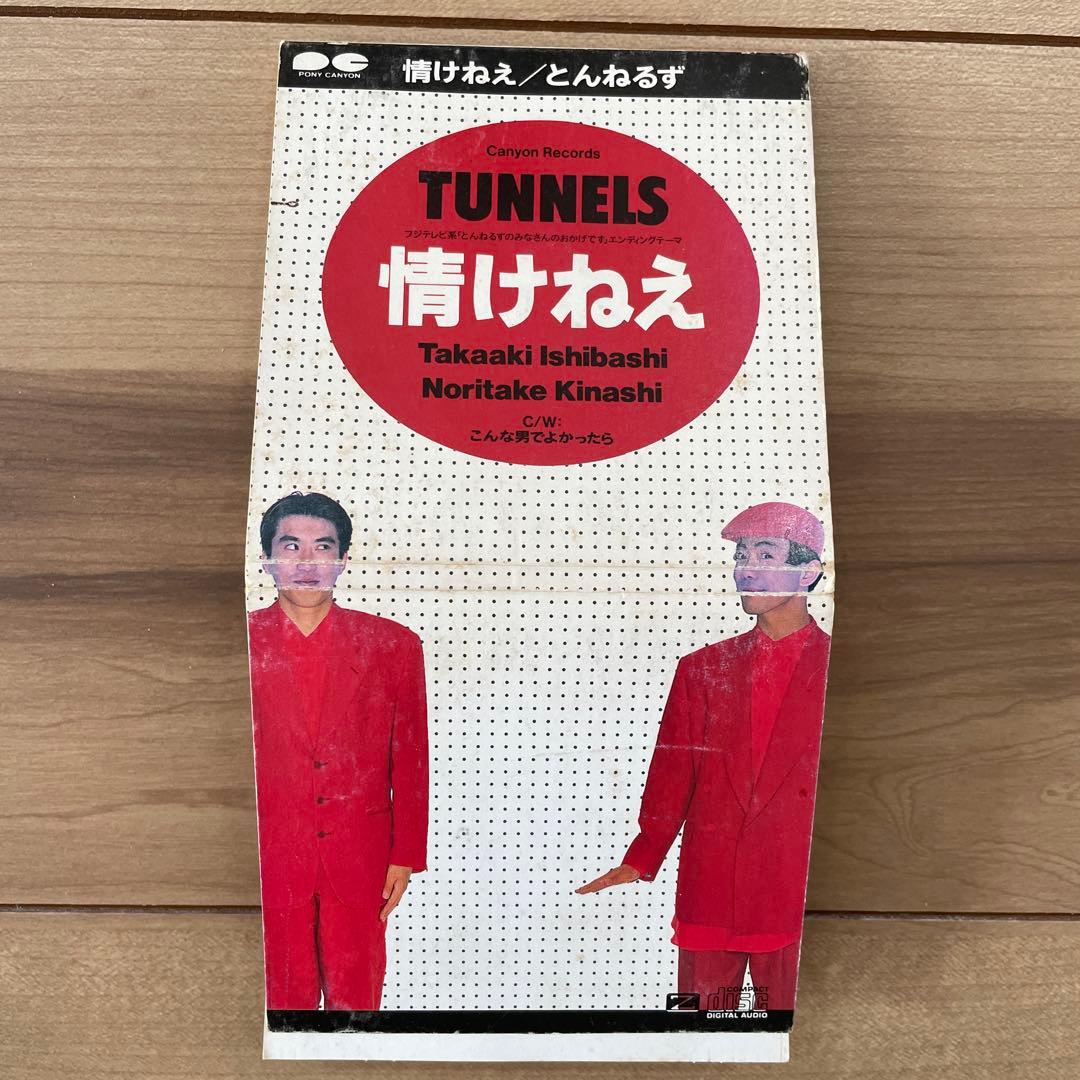 PONY CANYON
情けねえ／とんねるず
Canyon Records
TUNNELS
フジテレビ系「とんねるずのみなさんのおかげです」エンディングテーマ
情けねえ
Takaaki Ishibashi
Noritake Kinashi
C/W:
こんな男でよかったら
COMPACT
disc
DIGITAL AUDIO